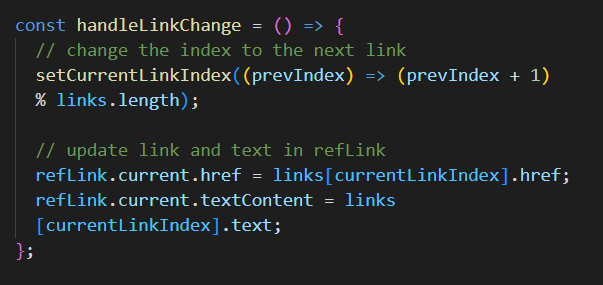 const handleLinkChange = () => {
// change the index to the next link
setCurrentLinkIndex((prevIndex) => (prevIndex + 1)
% links.length);
// update link and text in refLink
refLink.current.href = links[currentLinkIndex].href;
refLink.current.textContent = links
[currentLinkIndex].text;
};